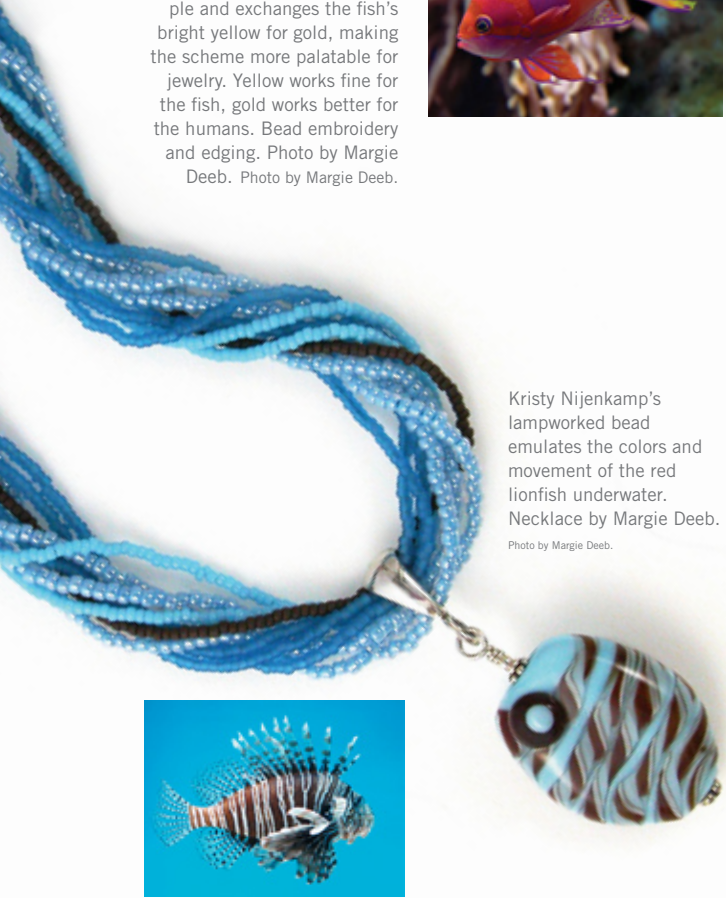 ple and exchanges the fish's
bright yellow for gold, making
the scheme more palatable for
jewelry. Yellow works fine for
the fish, gold works better for
the humans. Bead embroidery
and edging. Photo by Margie
Deeb. Photo by Margie Deeb.
Kristy Nijenkamp's
lampworked bead
emulates the colors and
movement of the red
lionfish underwater.
Necklace by Margie Deeb.
Photo by Margie Deeb.